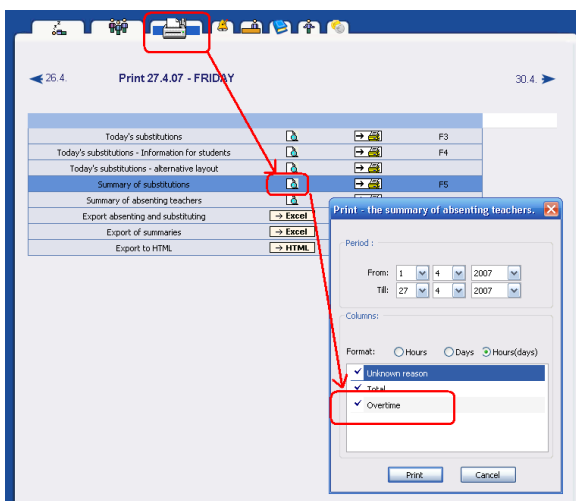 26.4.
Print 27.4.07 - FRIDAY
30.4.
Today's substitutions F3
Today's substitutions - Information for students F4
Today's substitutions - alternative layout
Summary of substitutions F5
Summary of absenting teachers
Export absenting and substituting → Excel
Export of summaries → Excel
Export to HTML → HTML
Print - the summary of absenting teachers.
Period :
From: 1 4 2007
Till: 27 4 2007
Columns:
Format: Hours Days Hours(days)
Unknown reason
Total
Overtime
Print Cancel